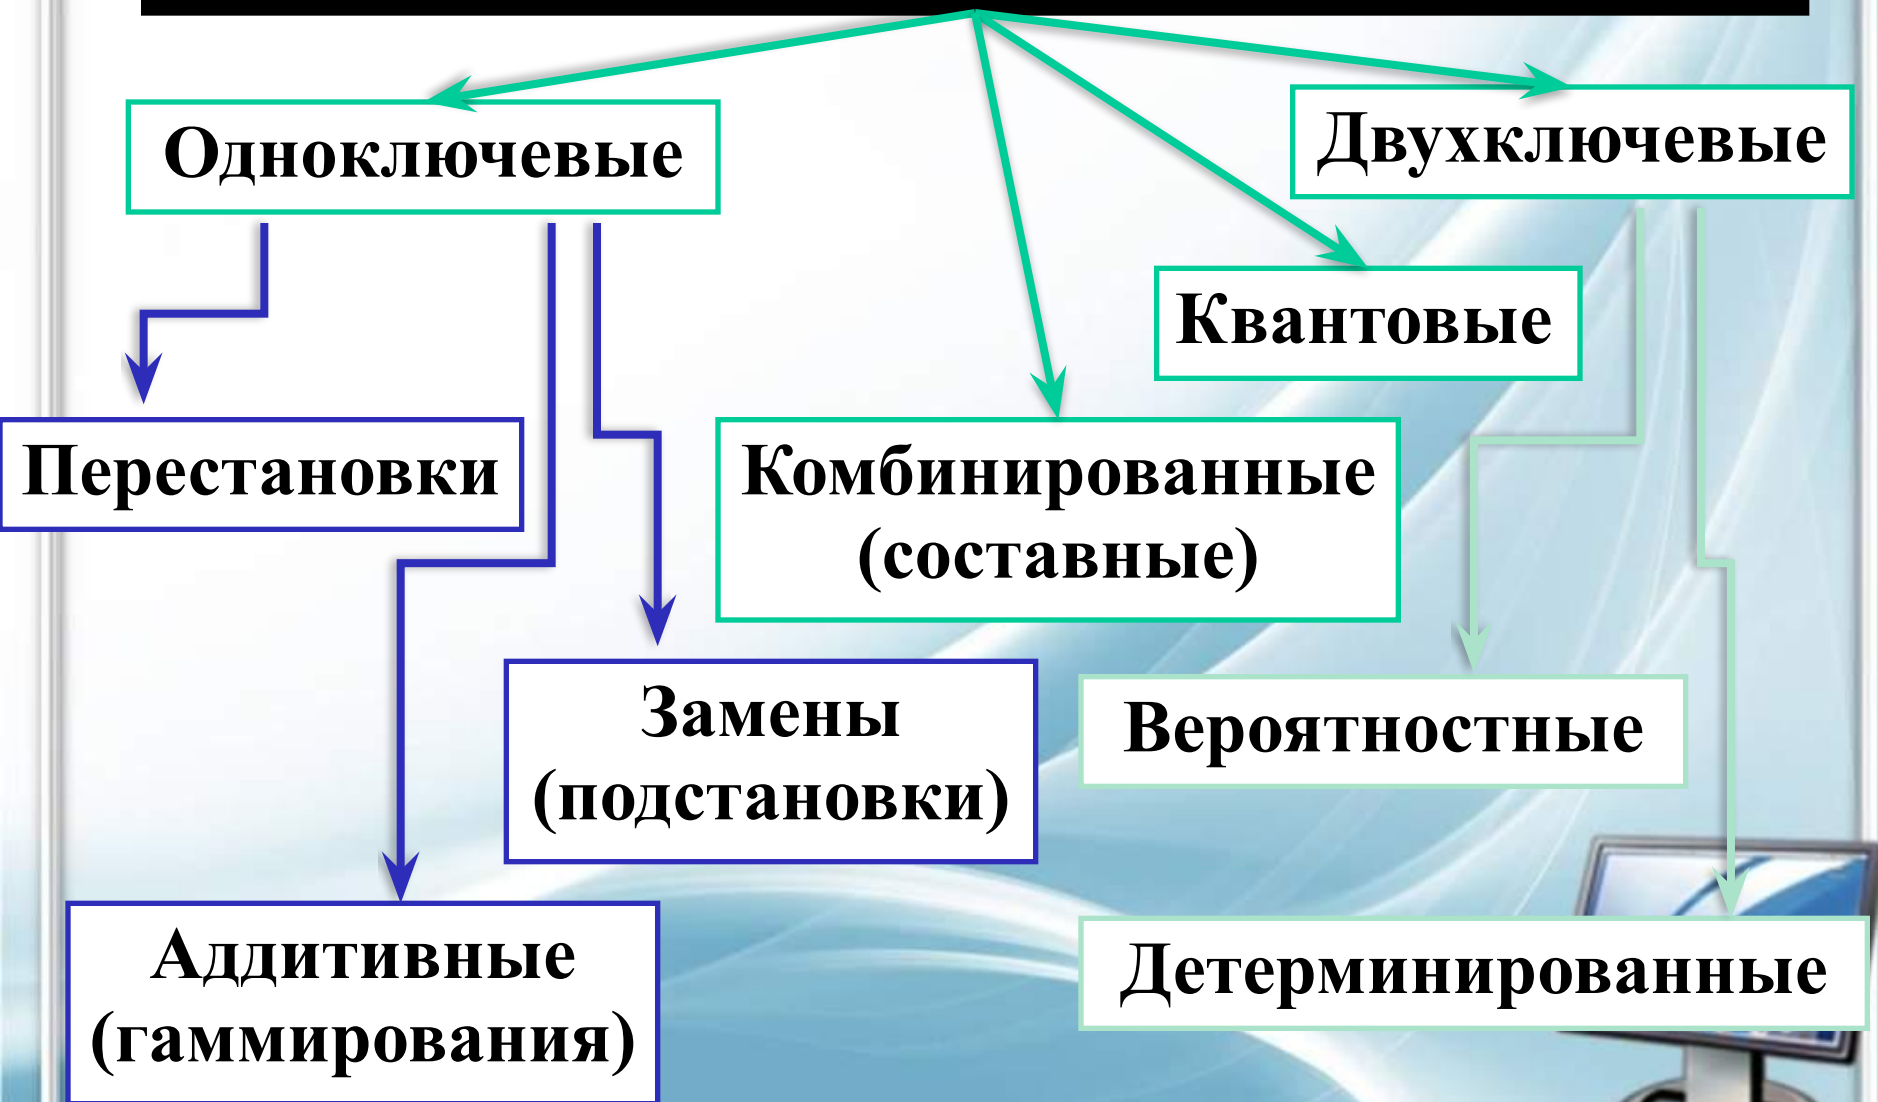 Одноключевые
Двухключевые
Квантовые
Перестановки
Комбинированные
(составные)
Замены
(подстановки)
Вероятностные
Аддитивные
(гаммирования)
Детерминированные